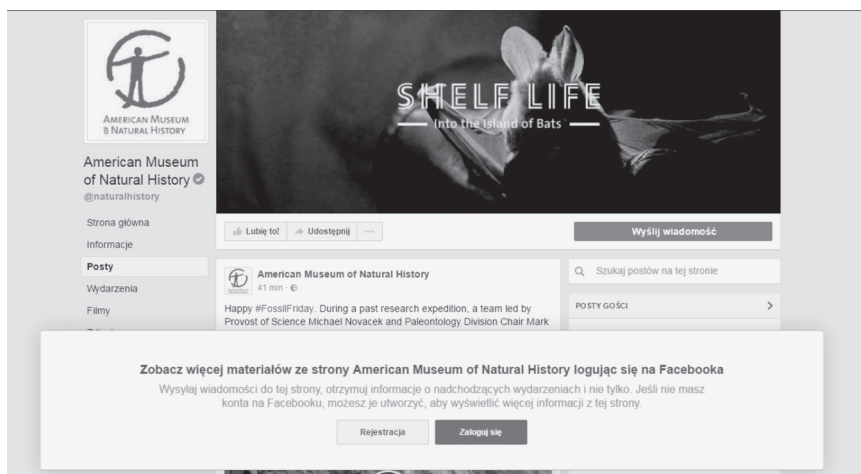 AMERICAN MUSEUM
& NATURAL HISTORY
American Museum
of Natural History
@naturalhistory
Strona główna
Informacje
Posty
Wydarzenia
Filmy
SHELF LIFE
Into the Island of Bats
Lubię to!
Udostępnij
...
Wyślij wiadomość
American Museum of Natural History
41 min ·
Happy #FossilFriday. During a past research expedition, a team led by
Provost of Science Michael Novacek and Paleontology Division Chair Mark
Szukaj postów na tej stronie
POSTY GOŚCI
Zobacz więcej materiałów ze strony American Museum of Natural History logując się na Facebooka
Wysyłaj wiadomości do tej strony, otrzymuj informacje o nadchodzących wydarzeniach i nie tylko. Jeśli nie masz
konta na Facebooku, możesz je utworzyć, aby wyświetlić więcej informacji z tej strony.
Rejestracja
Zaloguj się